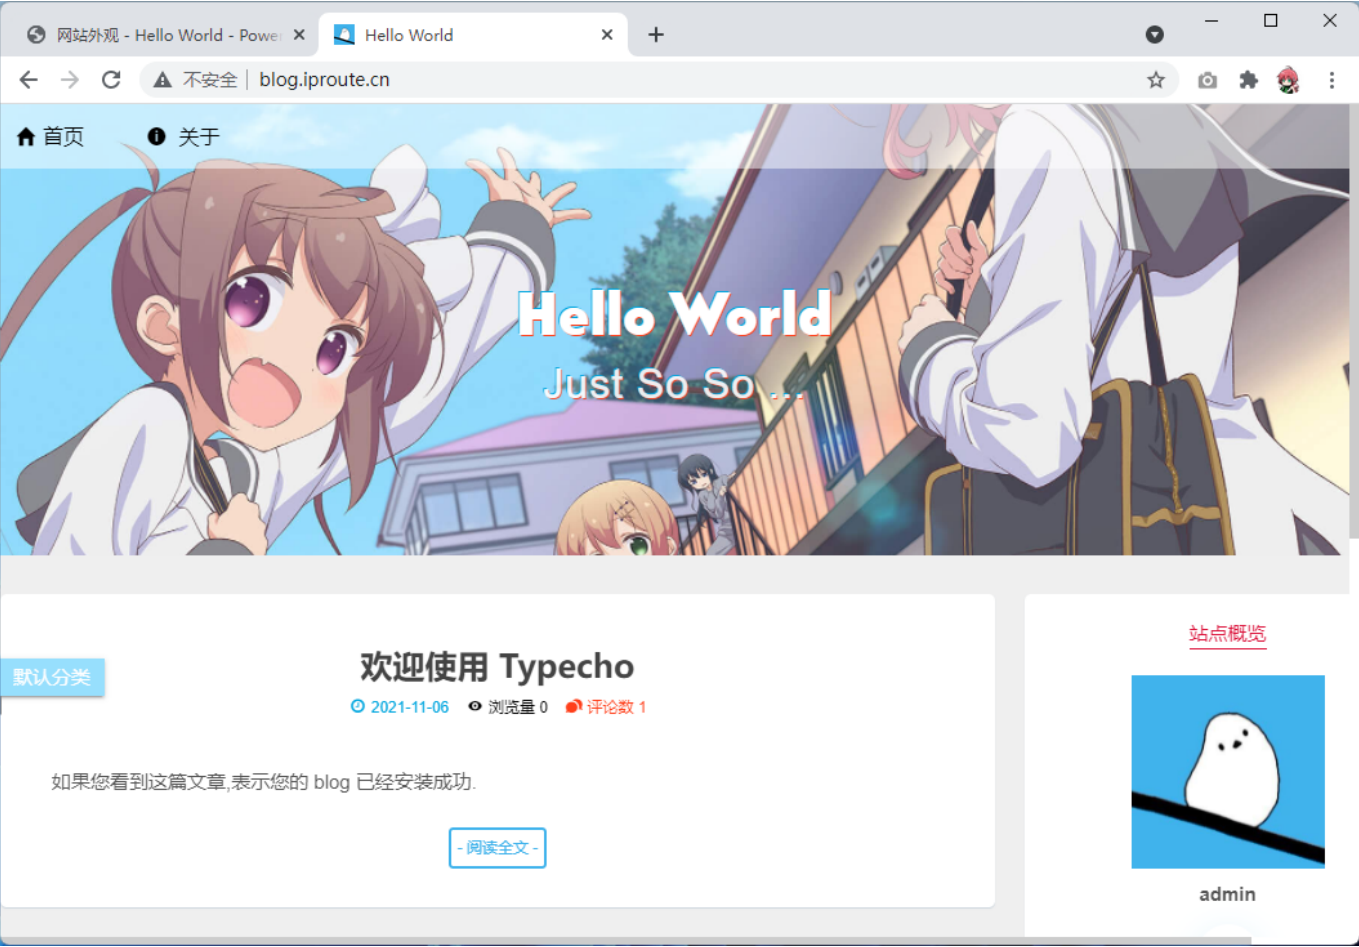 网站外观 - Hello World - Powe
Hello World
不安全
blog.iproute.cn
首页
关于
Hello World
Just So So ...
默认分类
欢迎使用 Typecho
2021-11-06 浏览量 0 评论数 1
如果您看到这篇文章,表示您的 blog 已经安装成功.
- 阅读全文 -
站点概览
admin